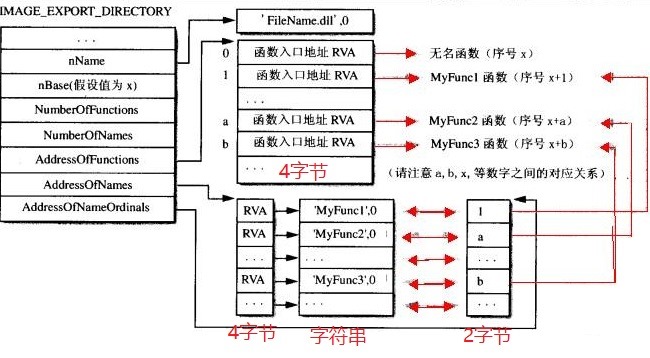 IMAGE_EXPORT_DIRECTORY
...
nName
nBase(假设值为 x)
NumberOfFunctions
NumberOfNames
AddressOfFunctions
AddressOfNames
AddressOfNameOrdinals
'FileName.dll',0
0 函数入口地址 RVA 无名函数（序号 x）
1 函数入口地址 RVA MyFunc1 函数（序号 x+1）
...
a 函数入口地址 RVA MyFunc2 函数（序号 x+a）
b 函数入口地址 RVA MyFunc3 函数（序号 x+b）
...
4字节
（请注意 a, b, x, 等数字之间的对应关系）
RVA 'MyFunc1',0 1
RVA 'MyFunc2',0 a
... ...
RVA 'MyFunc3',0 b
... ... ...
4字节 字符串 2字节